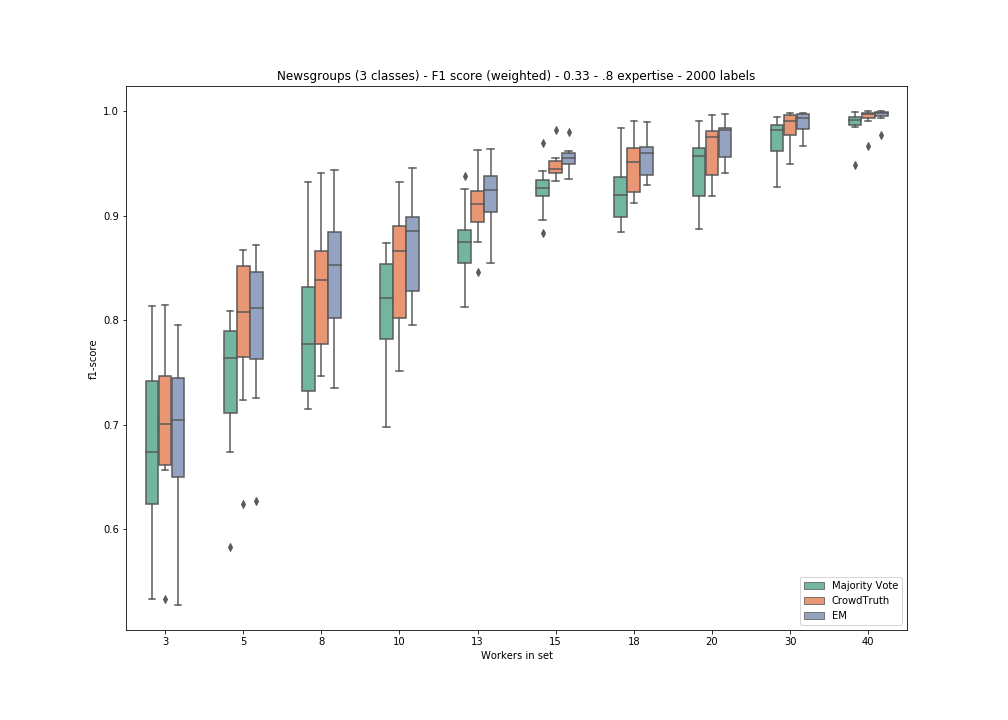 Newsgroups (3 classes) - F1 score (weighted) - 0.33 - .8 expertise - 2000 labels
1.0
0.9
0.8
0.7
0.6
f1-score
3 5 8 10 13 15 18 20 30 40
Workers in set
Majority Vote
CrowdTruth
EM